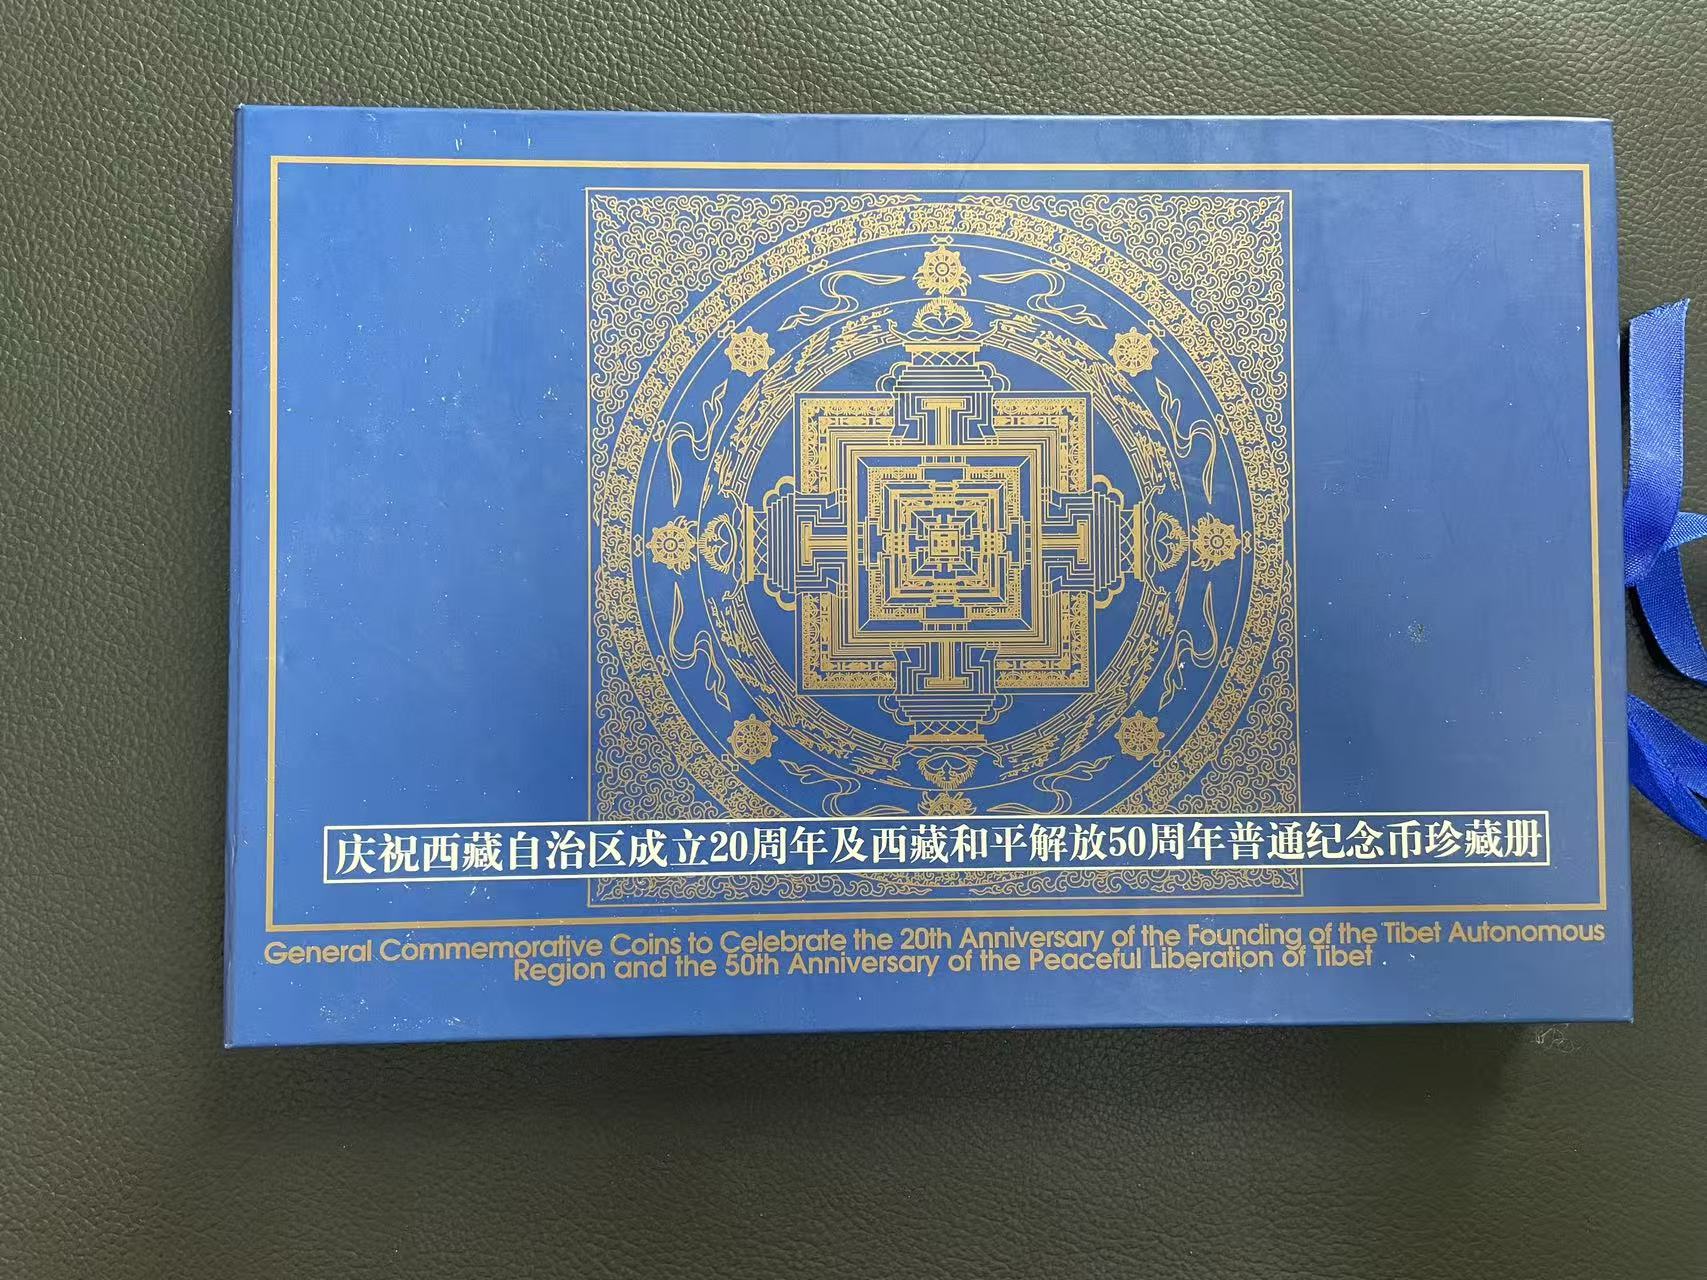 庆祝西藏自治区成立20周年及西藏和平解放50周年普通纪念币珍藏册
General Commemorative Coins to Celebrate the 20th Anniversary of the Founding of the Tibet Autonomous
Region and the 50th Anniversary of the Peaceful Liberation of Tibet